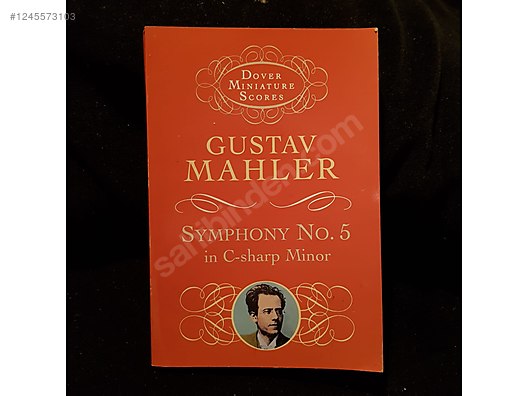 #1245573103
DOVER
MINIATURE
SCORES
GUSTAV
MAHLER
SYMPHONY NO. 5
in C-sharp Minor
sahibinden.com